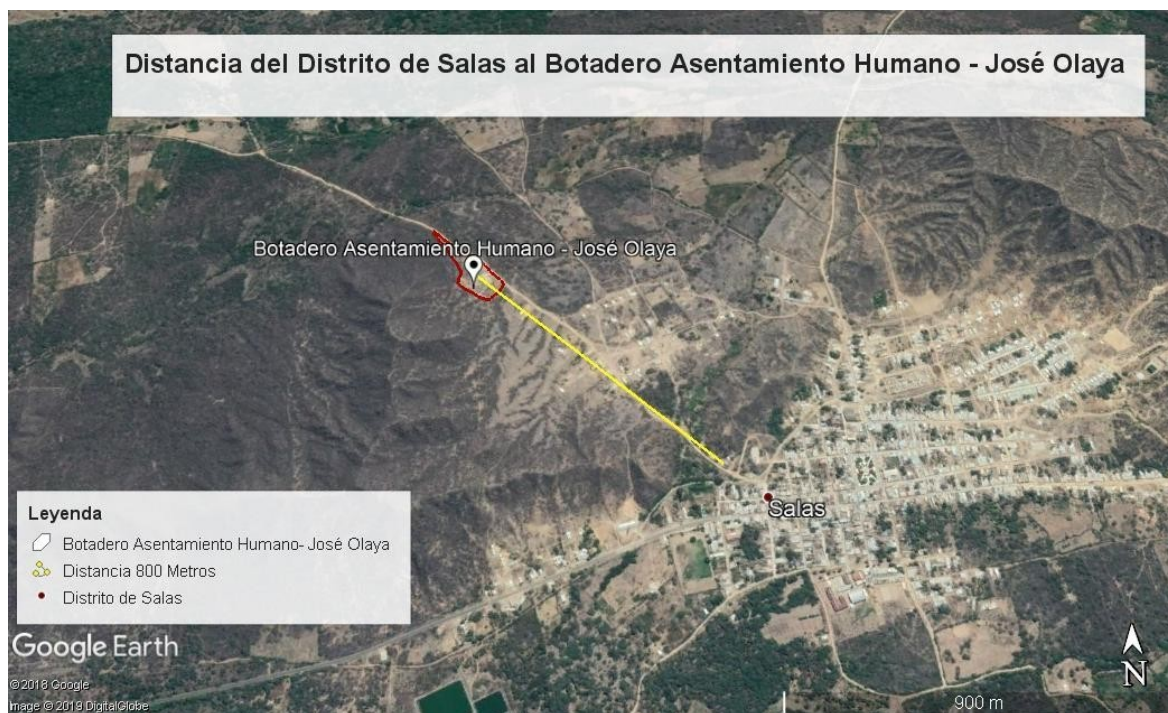 Distancia del Distrito de Salas al Botadero Asentamiento Humano - José Olaya
Botadero Asentamiento Humano - José Olaya
Salas
Leyenda
Botadero Asentamiento Humano- José Olaya
Distancia 800 Metros
Distrito de Salas
Google Earth
©2018 Google
Image © 2019 DigitalGlobe
N
900 m